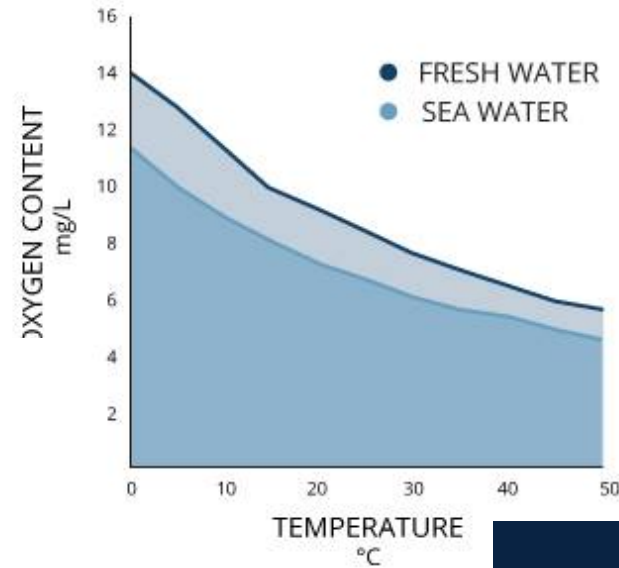 16
14
12
10
8
6
4
2
OXYGEN CONTENT
mg/L
FRESH WATER
SEA WATER
0 10 20 30 40 50
TEMPERATURE
°C